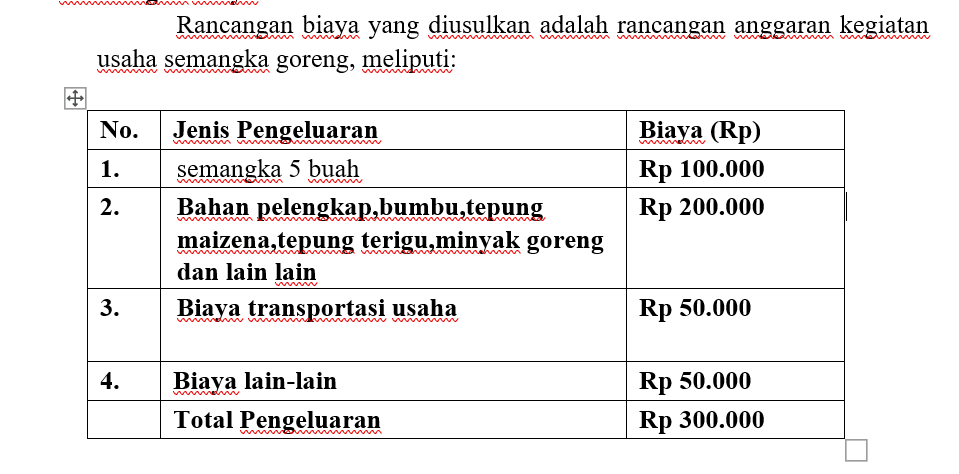 Rancangan biaya yang diusulkan adalah rancangan anggaran kegiatan
usaha semangka goreng, meliputi:
No. Jenis Pengeluaran Biaya (Rp)
1. semangka 5 buah Rp 100.000
2. Bahan pelengkap,bumbu,tepung Rp 200.000
maizena,tepung terigu,minyak goreng
dan lain lain
3. Biaya transportasi usaha Rp 50.000
4. Biaya lain-lain Rp 50.000
Total Pengeluaran Rp 300.000